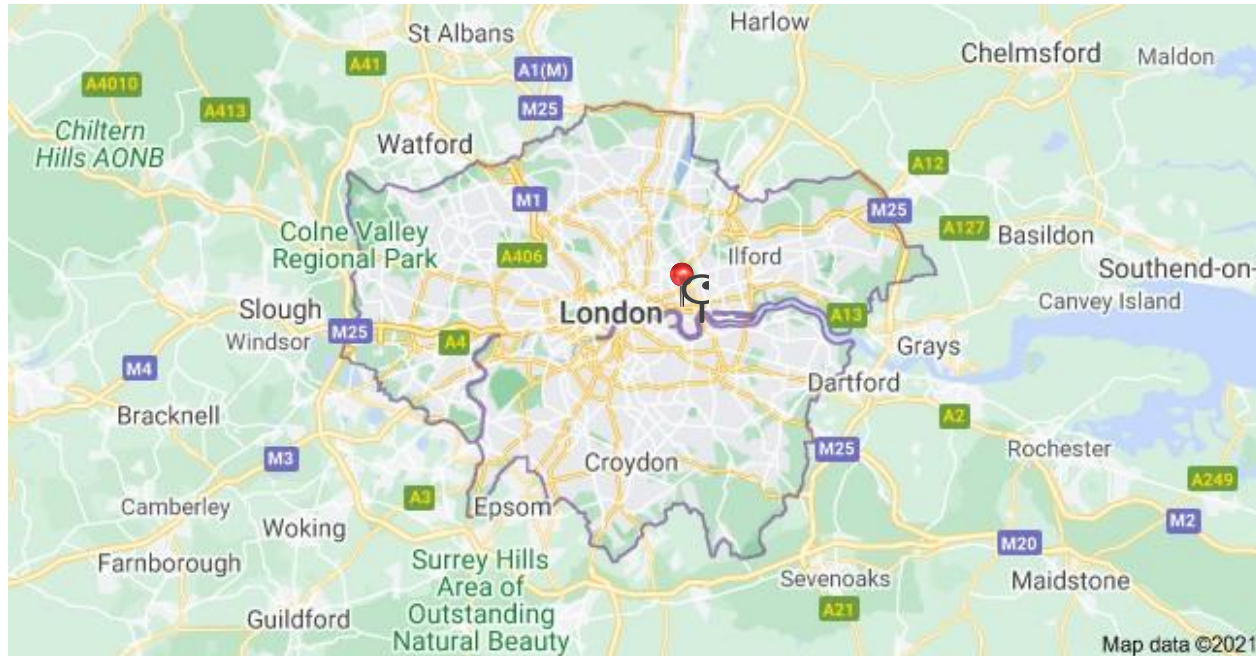 Harlow
St Albans
Chelmsford
Maldon
A41
A1(M)
A4010
A413
M25
Chiltern
Hills AONB
Watford
A12
M1
M25
A127
Basildon
Colne Valley
Regional Park
A406
Ilford
Southend-on-
Canvey Island
Slough
London
A13
M25
Windsor
A4
Grays
M4
Dartford
Bracknell
A2
M25
Rochester
M3
Croydon
A249
A3
Camberley
Epsom
Woking
M2
M20
Farnborough
Surrey Hills
Area of
Outstanding
Natural Beauty
Sevenoaks
Maidstone
A21
Guildford
Map data ©2021